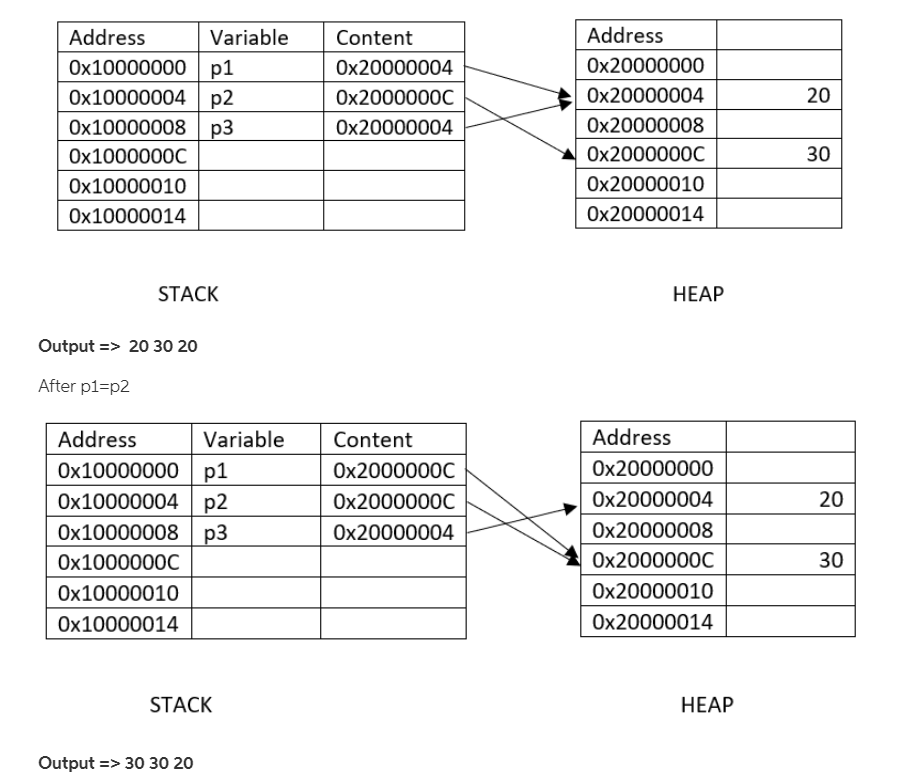 Address Variable Content Address
0x10000000 p1 0x20000004 0x20000000
0x10000004 p2 0x2000000C 0x20000004 20
0x10000008 p3 0x20000004 0x20000008
0x1000000C 0x2000000C 30
0x10000010 0x20000010
0x10000014 0x20000014
STACK HEAP
Output => 20 30 20
After p1=p2
Address Variable Content Address
0x10000000 p1 0x2000000C 0x20000000
0x10000004 p2 0x2000000C 0x20000004 20
0x10000008 p3 0x20000004 0x20000008
0x1000000C 0x2000000C 30
0x10000010 0x20000010
0x10000014 0x20000014
STACK HEAP
Output => 30 30 20